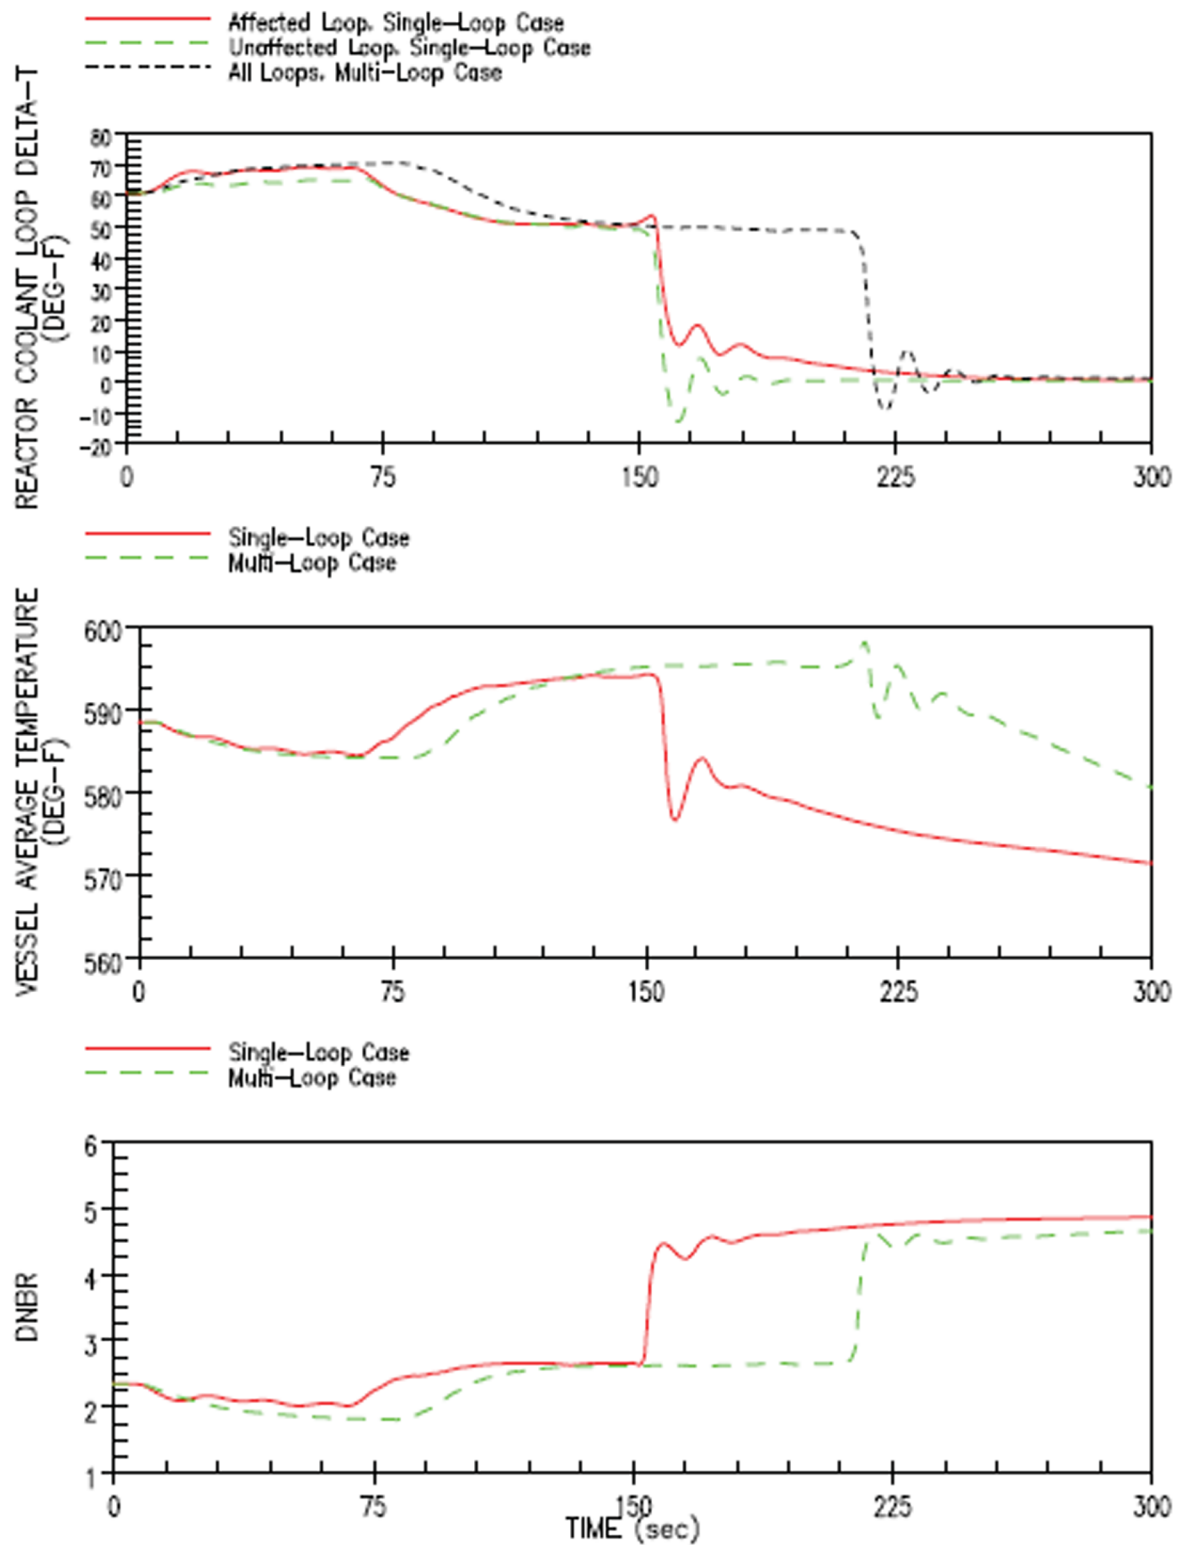 Affected Loop, Single-Loop Case
Unaffected Loop, Single-Loop Case
All Loops, Multi-Loop Case
REACTOR COOLANT LOOP DELTA-T
(DEG-F)
80
70
60
50
40
30
20
10
0
-10
-20
0 75 150 225 300
Single-Loop Case
Multi-Loop Case
VESSEL AVERAGE TEMPERATURE
(DEG-F)
600
590
580
570
560
0 75 150 225 300
Single-Loop Case
Multi-Loop Case
DNBR
6
5
4
3
2
1
0 75 150 225 300
TIME (sec)